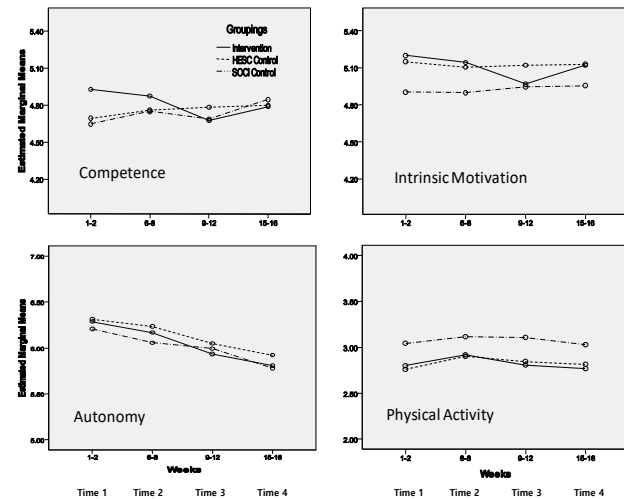 Estimated Marginal Means
5.40
5.10
4.80
4.50
4.20
Groupings
Intervention
HESC Control
SOCI Control
Competence
1-2
6-8
9-12
15-16
5.40
5.10
4.80
4.50
4.20
Intrinsic Motivation
1-2
6-8
9-12
15-16
Estimated Marginal Means
7.00
6.50
6.00
5.50
5.00
Autonomy
1-2
6-8
9-12
15-16
Weeks
4.00
3.50
3.00
2.50
2.00
Physical Activity
1-2
6-8
9-12
15-16
Weeks
Time 1 Time 2 Time 3 Time 4
Time 1 Time 2 Time 3 Time 4